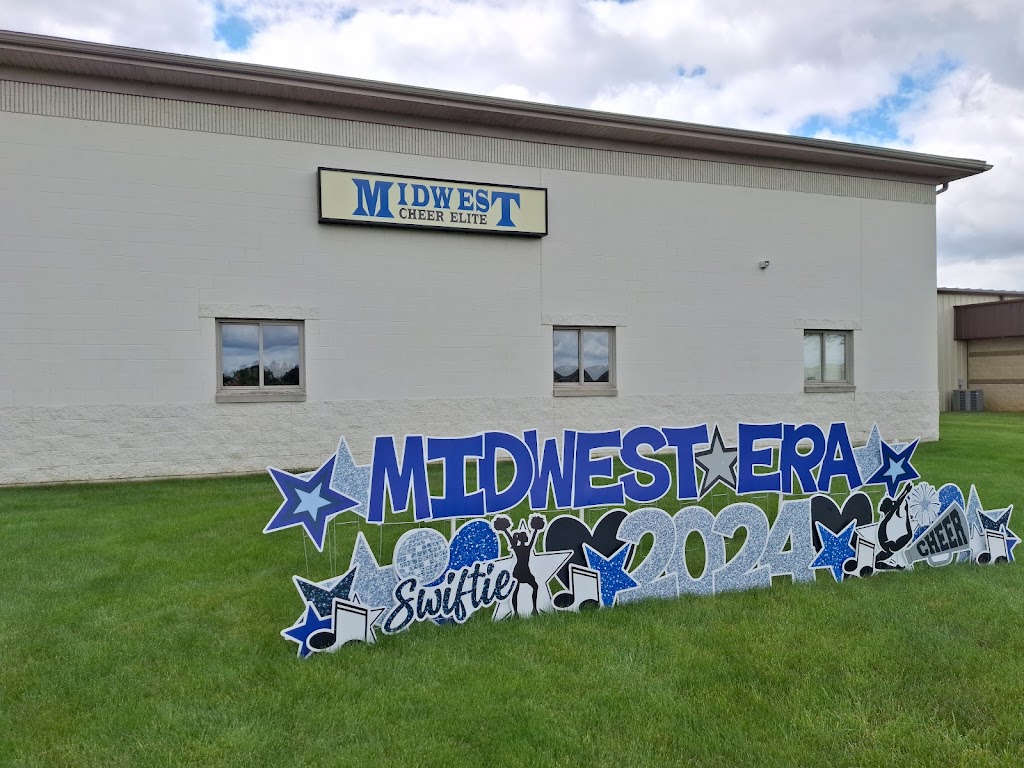 MIDWEST
CHEER ELITE
MIDWEST ERA
Swiftie 2024 CHEER